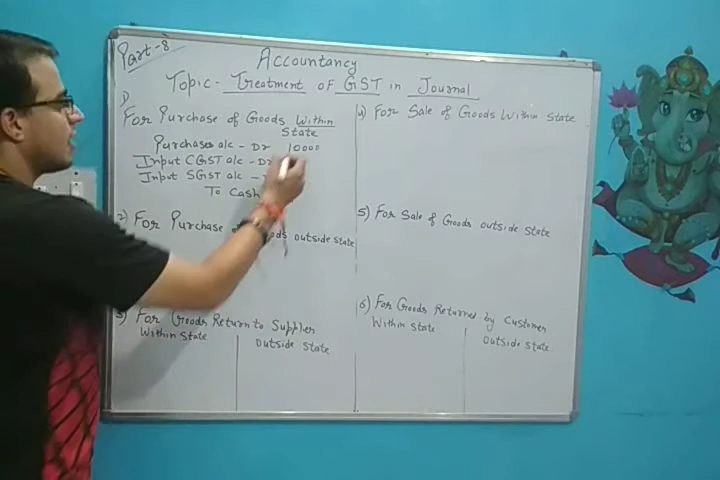 Part-8
Accountancy
Topic- Treatment of GST in Journal
1)
For Purchase of Goods Within
State
Purchases a/c - Dr 10000
Input CGST a/c - Dr
Input SGST a/c -
To Cash
2) For Purchase of Goods outside state
3) For Goods Return to Supplier
Within State
Outside State
4) For Sale of Goods Within State
5) For Sale of Goods outside state
6) For Goods Returned by Customer
Within State
Outside State